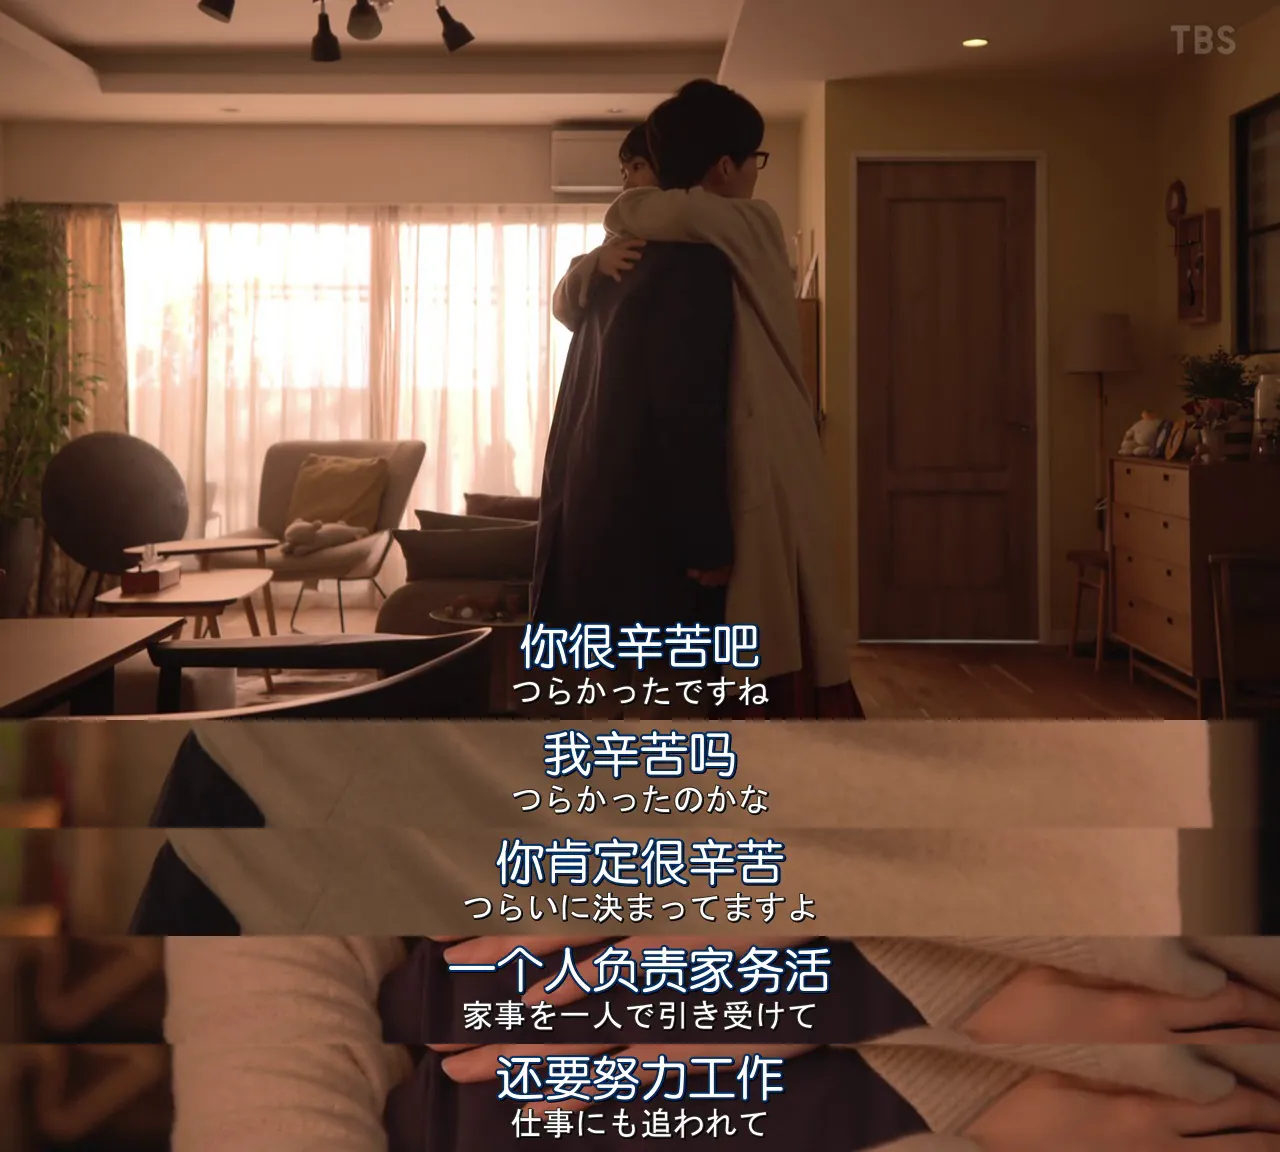 TBS
你很辛苦吧
つらかったですね
我辛苦吗
つらかったのかな
你肯定很辛苦
つらいに決まってますよ
一个人负责家务活
家事を一人で引き受けて
还要努力工作
仕事にも追われて